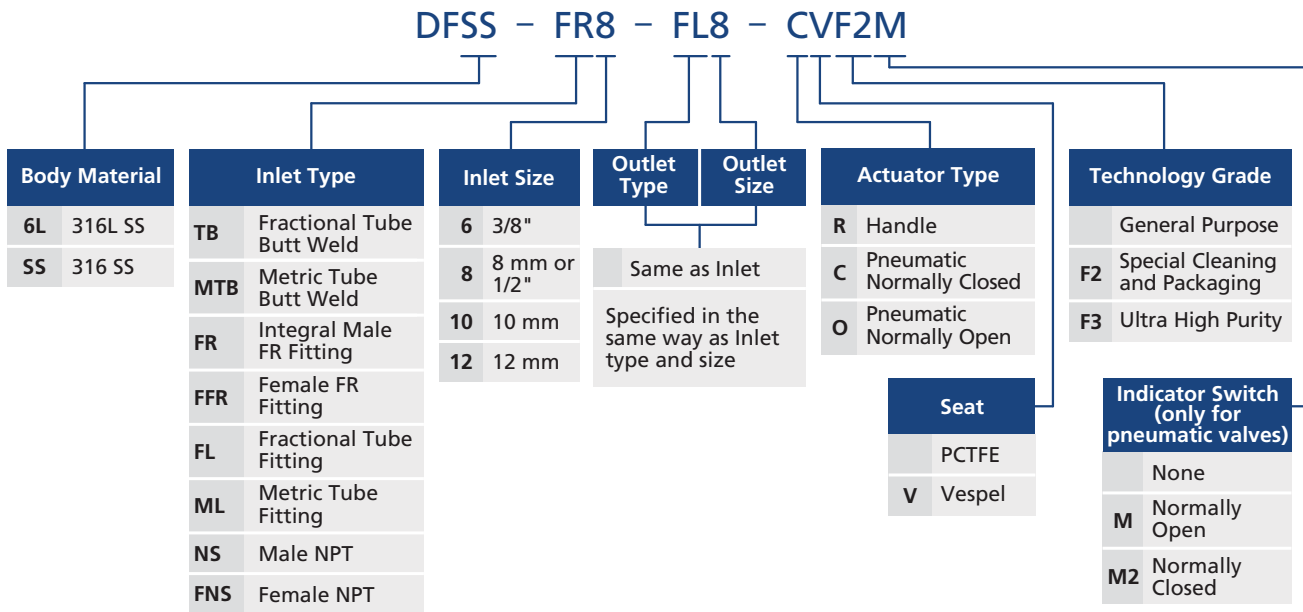 DFSS – FR8 – FL8 – CVF2M
Body Material
6L 316L SS
SS 316 SS
Inlet Type
TB Fractional Tube
Butt Weld
MTB Metric Tube
Butt Weld
FR Integral Male
FR Fitting
FFR Female FR
Fitting
FL Fractional Tube
Fitting
ML Metric Tube
Fitting
NS Male NPT
FNS Female NPT
Inlet Size
6 3/8"
8 8 mm or
1/2"
10 10 mm
12 12 mm
Outlet
Type
Outlet
Size
Same as Inlet
Specified in the
same way as Inlet
type and size
Actuator Type
R Handle
C Pneumatic
Normally Closed
O Pneumatic
Normally Open
Seat
PCTFE
V Vespel
Technology Grade
General Purpose
F2 Special Cleaning
and Packaging
F3 Ultra High Purity
Indicator Switch
(only for
pneumatic valves)
None
M Normally
Open
M2 Normally
Closed